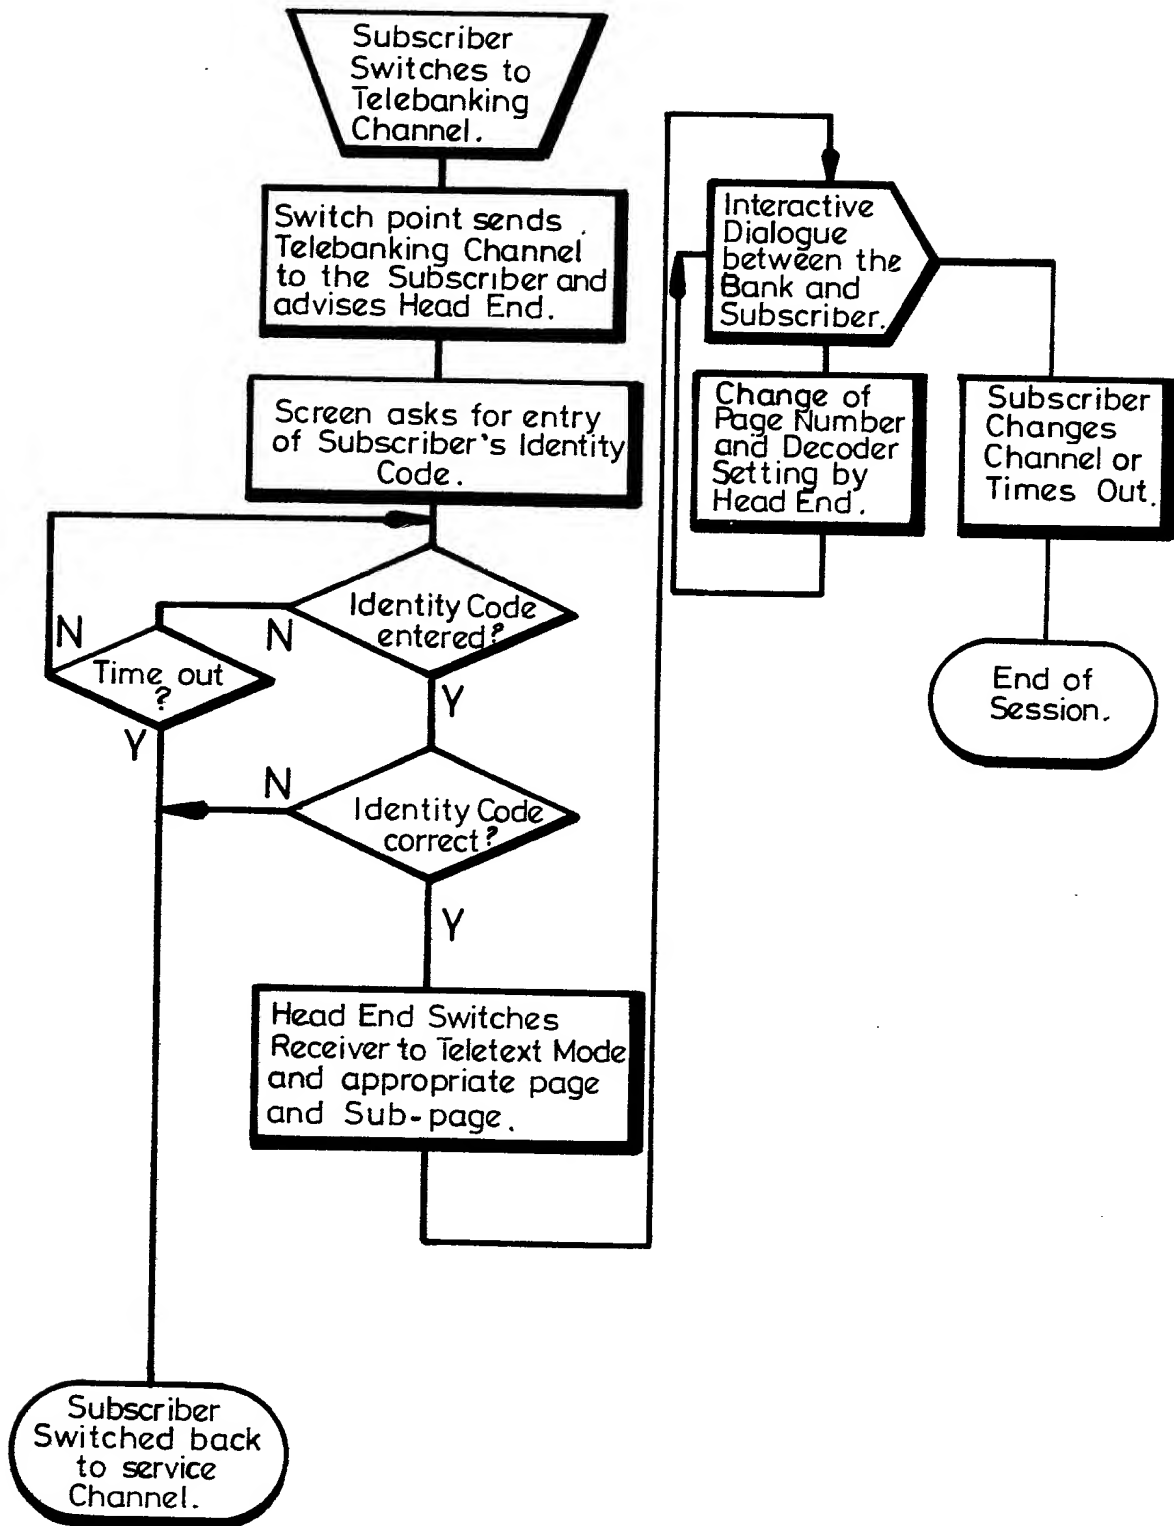 Subscriber
Switches to
Telebanking
Channel.
Switch point sends
Telebanking Channel
to the Subscriber and
advises Head End.
Screen asks for entry
of Subscriber's Identity
Code.
Identity Code
entered?
N
Y
Time out
?
N
Y
Identity Code
correct?
N
Y
Head End Switches
Receiver to Teletext Mode
and appropriate page
and Sub-page.
Subscriber
Switched back
to service
Channel.
Interactive
Dialogue
between the
Bank and
Subscriber.
Change of
Page Number
and Decoder
Setting by
Head End.
Subscriber
Changes
Channel or
Times Out.
End of
Session.